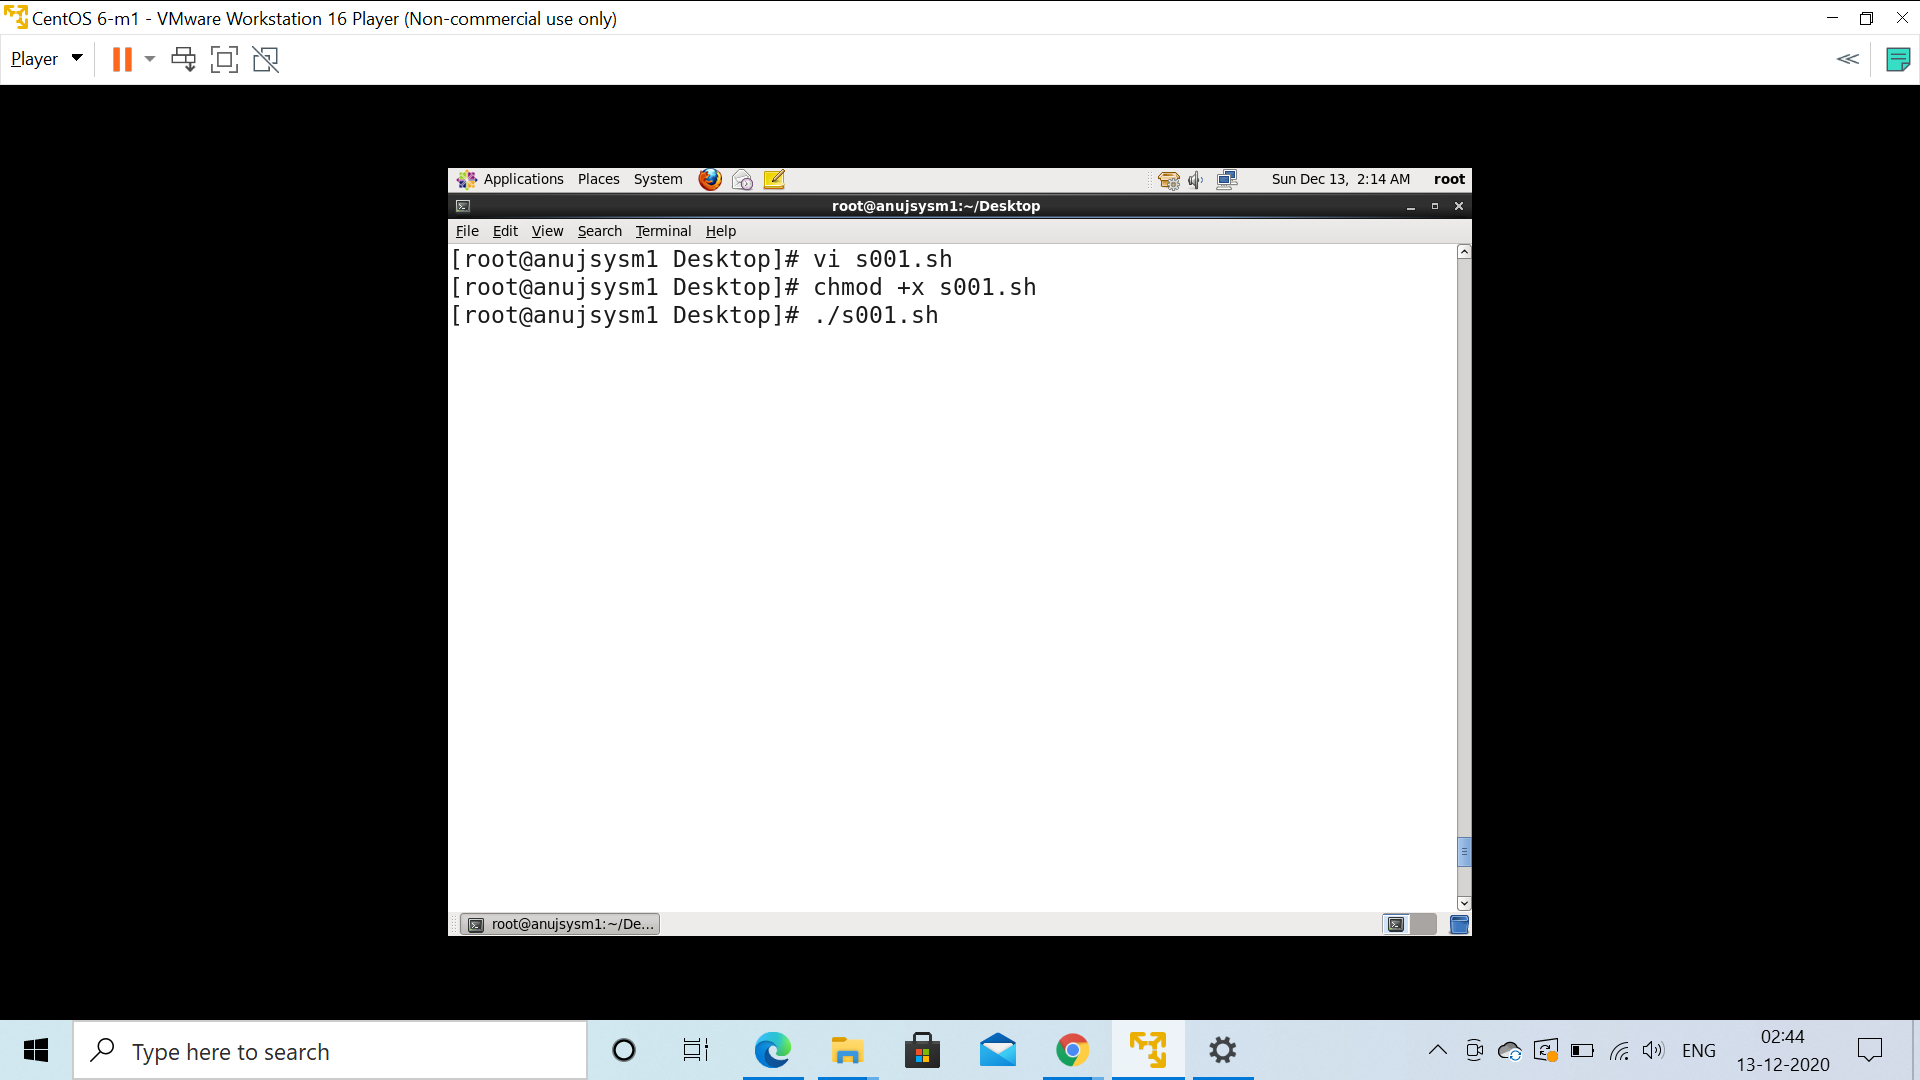 CentOS 6-m1 - VMware Workstation 16 Player (Non-commercial use only)
Player
Applications Places System Sun Dec 13, 2:14 AM root
root@anujsysm1:~/Desktop
File Edit View Search Terminal Help
[root@anujsysm1 Desktop]# vi s001.sh
[root@anujsysm1 Desktop]# chmod +x s001.sh
[root@anujsysm1 Desktop]# ./s001.sh
root@anujsysm1:~/De...
Type here to search
ENG
02:44
13-12-2020